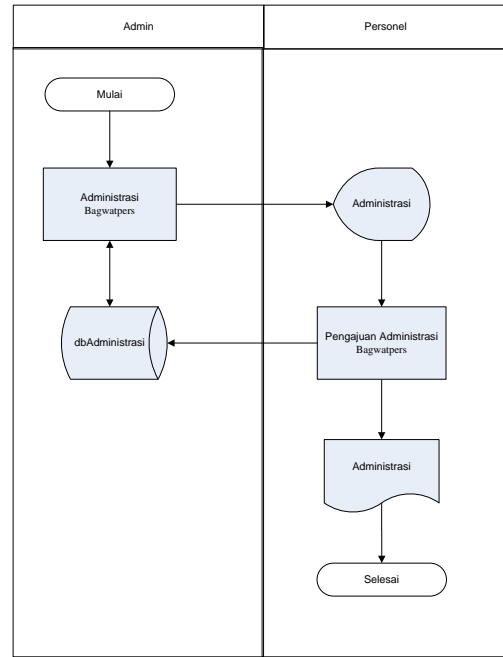 Admin
Personel
Mulai
Administrasi
Bagwatpers
Administrasi
dbAdministrasi
Pengajuan Administrasi
Bagwatpers
Administrasi
Selesai